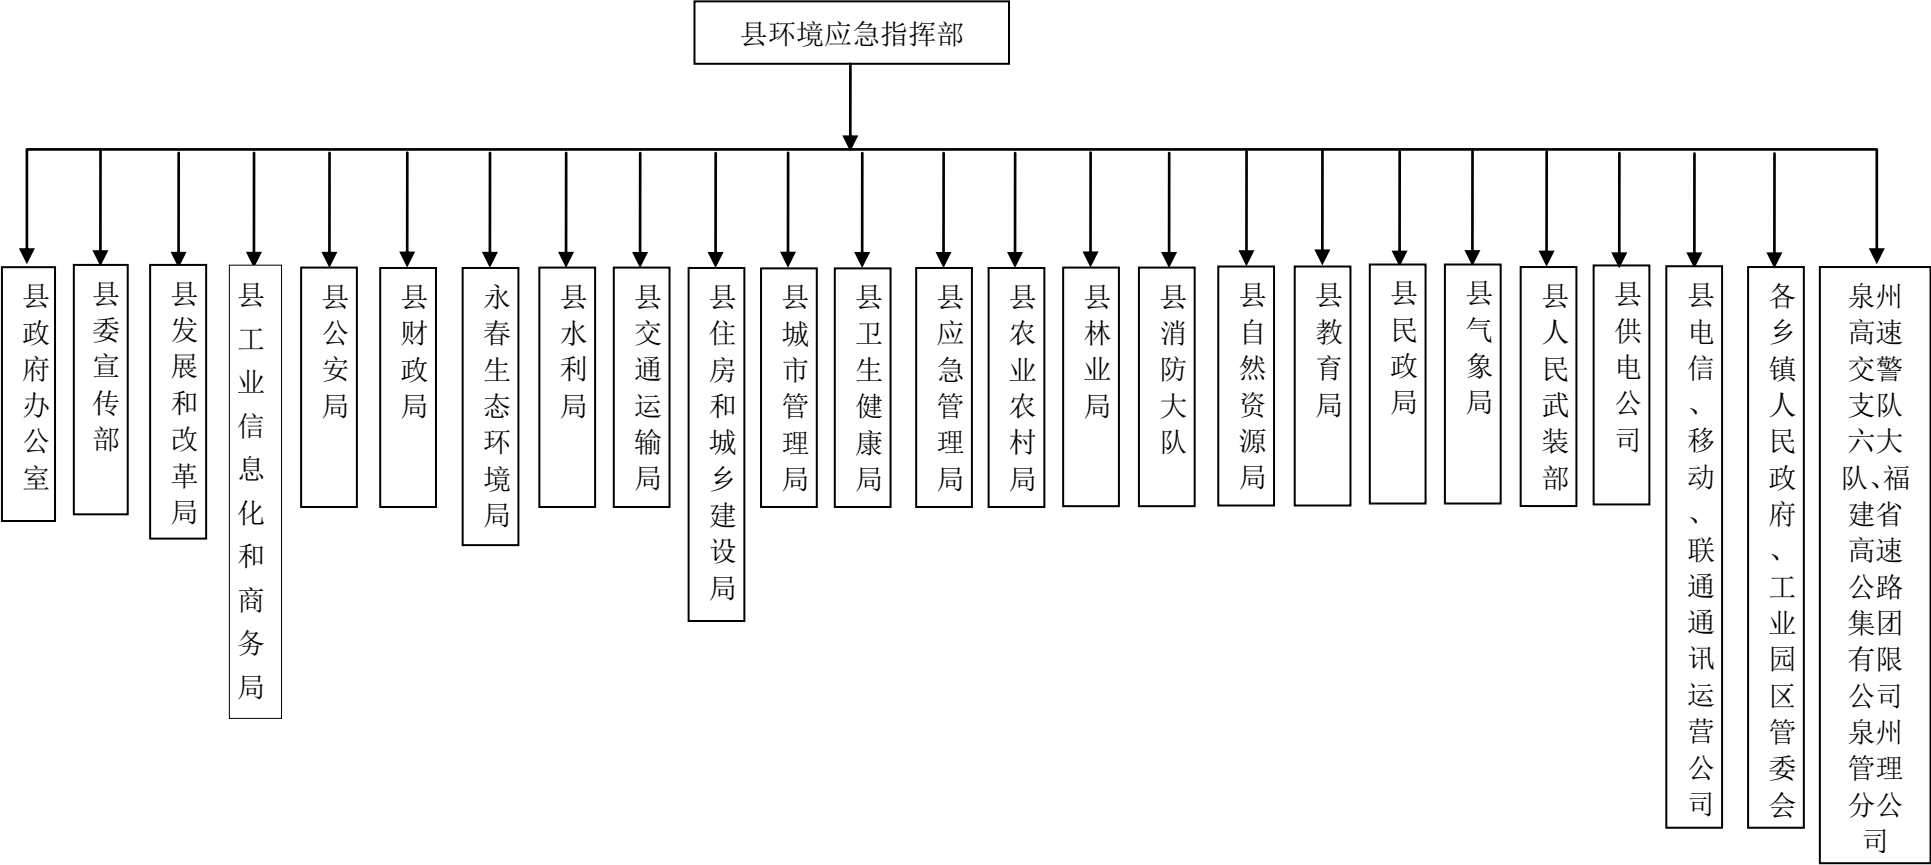 县环境应急指挥部
县政府办公室
县委宣传部
县发展和改革局
县工业信息化和商务局
县公安局
县财政局
永春生态环境局
县水利局
县交通运输局
县住房和城乡建设局
县城市管理局
县卫生健康局
县应急管理局
县农业农村局
县林业局
县消防大队
县自然资源局
县教育局
县民政局
县气象局
县人民武装部
县供电公司
县电信、移动、联通通讯运营公司
各乡镇人民政府、工业园区管委会
泉州
高速
交警
支队
六大
队、福
建省
高速
公路
集团
有限
公司
泉州
管理
分公
司